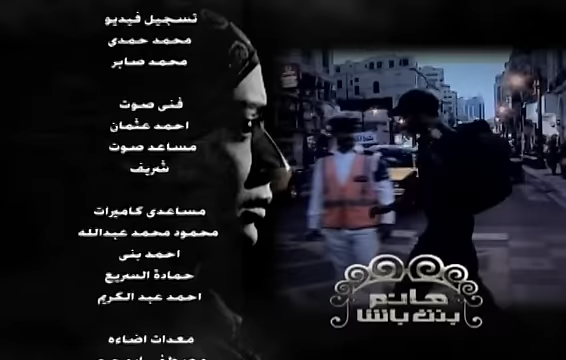 تسجيل فيديو
محمد حمدى
محمد صابر
فنى صوت
احمد عثمان
مساعد صوت
شريف
مساعدى كاميرات
محمود محمد عبدالله
احمد بنى
حمادة السريع
احمد عبد الكريم
معدات اضاءه
هانم
بنت باشا